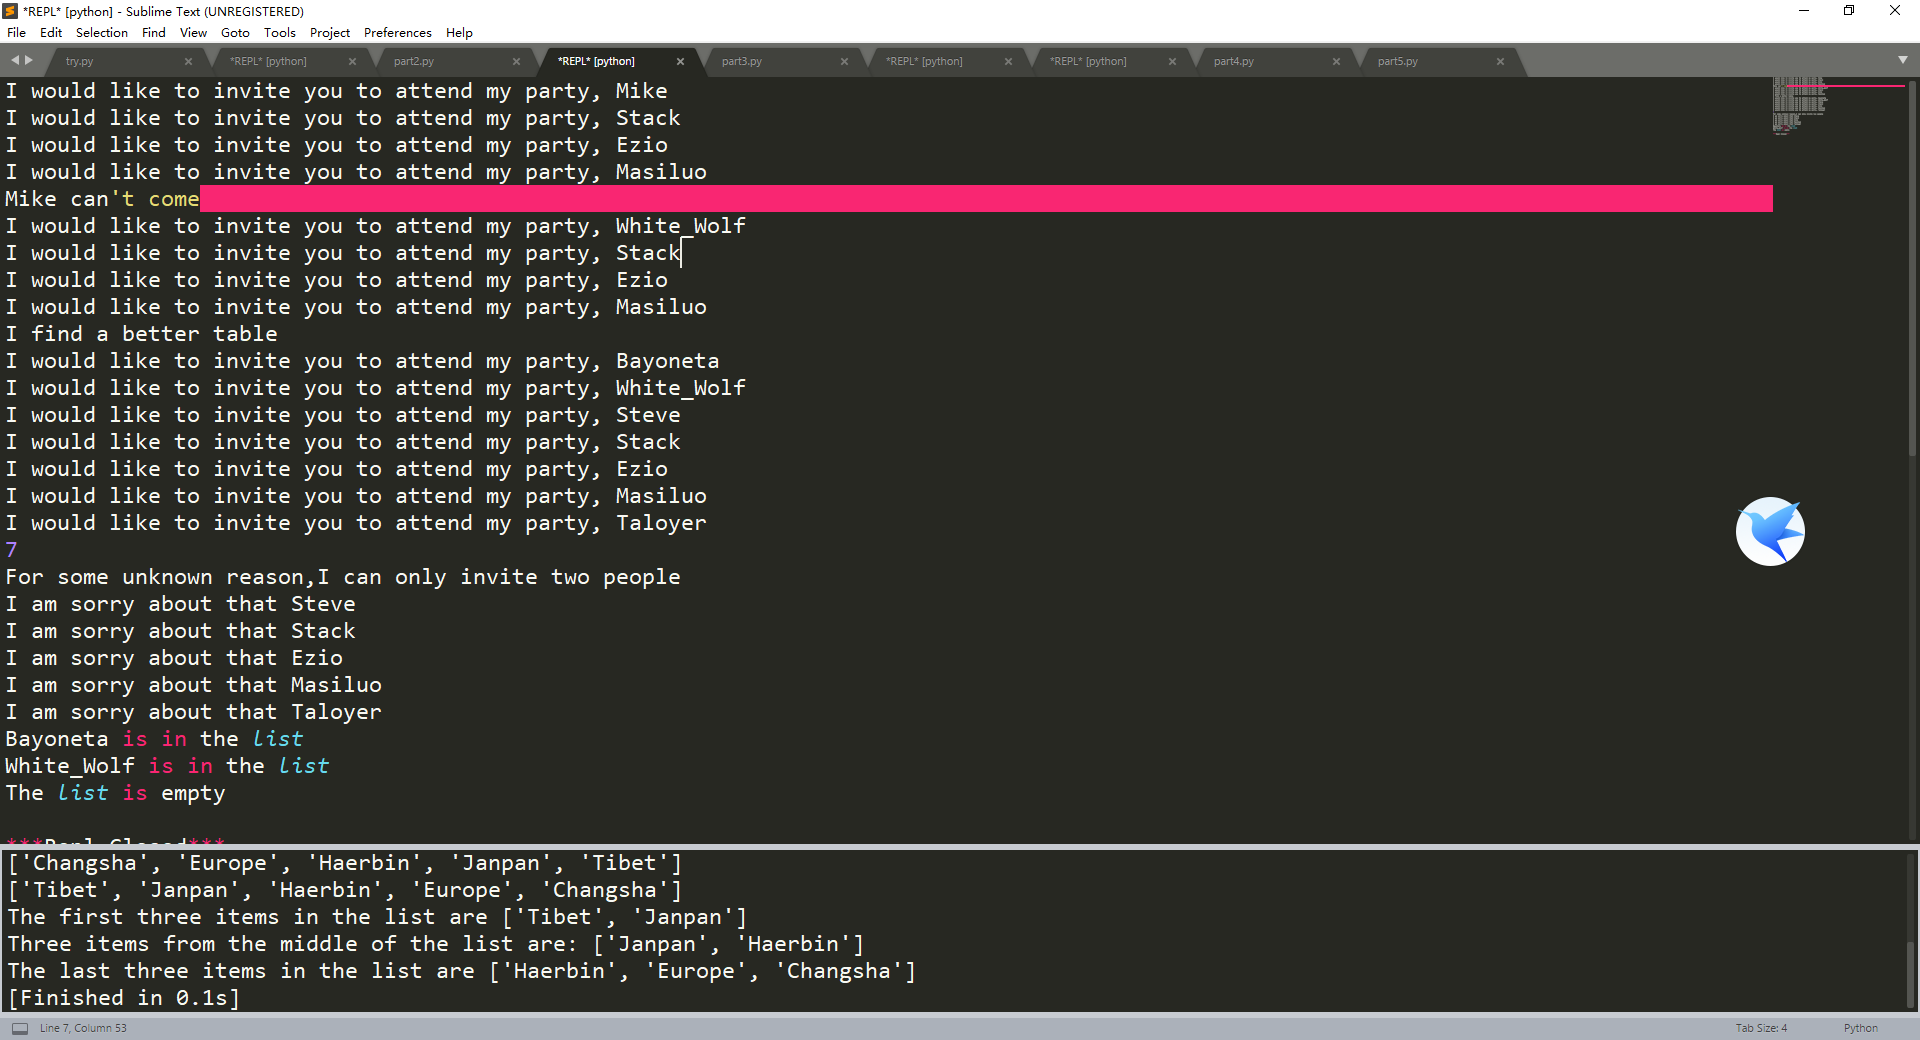 *REPL* [python] - Sublime Text (UNREGISTERED)
File Edit Selection Find View Goto Tools Project Preferences Help
try.py *REPL* [python] part2.py *REPL* [python] part3.py *REPL* [python] *REPL* [python] part4.py part5.py
I would like to invite you to attend my party, Mike
I would like to invite you to attend my party, Stack
I would like to invite you to attend my party, Ezio
I would like to invite you to attend my party, Masiluo
Mike can't come
I would like to invite you to attend my party, White_Wolf
I would like to invite you to attend my party, Stack
I would like to invite you to attend my party, Ezio
I would like to invite you to attend my party, Masiluo
I find a better table
I would like to invite you to attend my party, Bayoneta
I would like to invite you to attend my party, White_Wolf
I would like to invite you to attend my party, Steve
I would like to invite you to attend my party, Stack
I would like to invite you to attend my party, Ezio
I would like to invite you to attend my party, Masiluo
I would like to invite you to attend my party, Taloyer
7
For some unknown reason,I can only invite two people
I am sorry about that Steve
I am sorry about that Stack
I am sorry about that Ezio
I am sorry about that Masiluo
I am sorry about that Taloyer
Bayoneta is in the list
White_Wolf is in the list
The list is empty
***Repl Closed***
['Changsha', 'Europe', 'Haerbin', 'Janpan', 'Tibet']
['Tibet', 'Janpan', 'Haerbin', 'Europe', 'Changsha']
The first three items in the list are ['Tibet', 'Janpan']
Three items from the middle of the list are: ['Janpan', 'Haerbin']
The last three items in the list are ['Haerbin', 'Europe', 'Changsha']
[Finished in 0.1s]
Line 7, Column 53 Tab Size: 4 Python